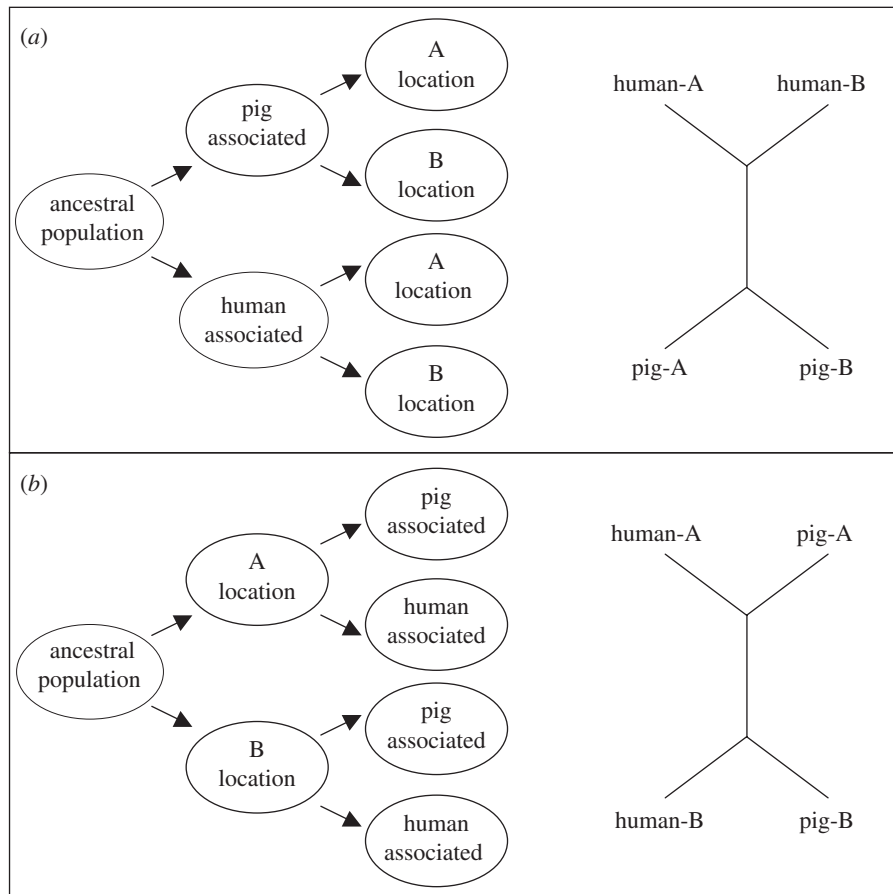 (a)
A
location
pig
associated
B
location
ancestral
population
A
location
human
associated
B
location
human-A human-B
pig-A pig-B
(b)
pig
associated
A
location
human
associated
ancestral
population
pig
associated
B
location
human
associated
human-A pig-A
human-B pig-B